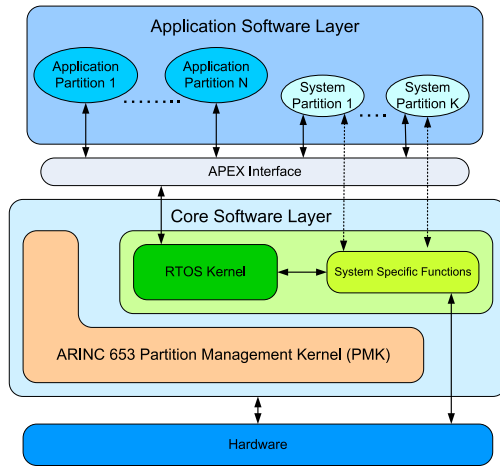 Application Software Layer
Application
Partition 1
Application
Partition N
System
Partition 1
System
Partition K
APEX Interface
Core Software Layer
RTOS Kernel
System Specific Functions
ARINC 653 Partition Management Kernel (PMK)
Hardware